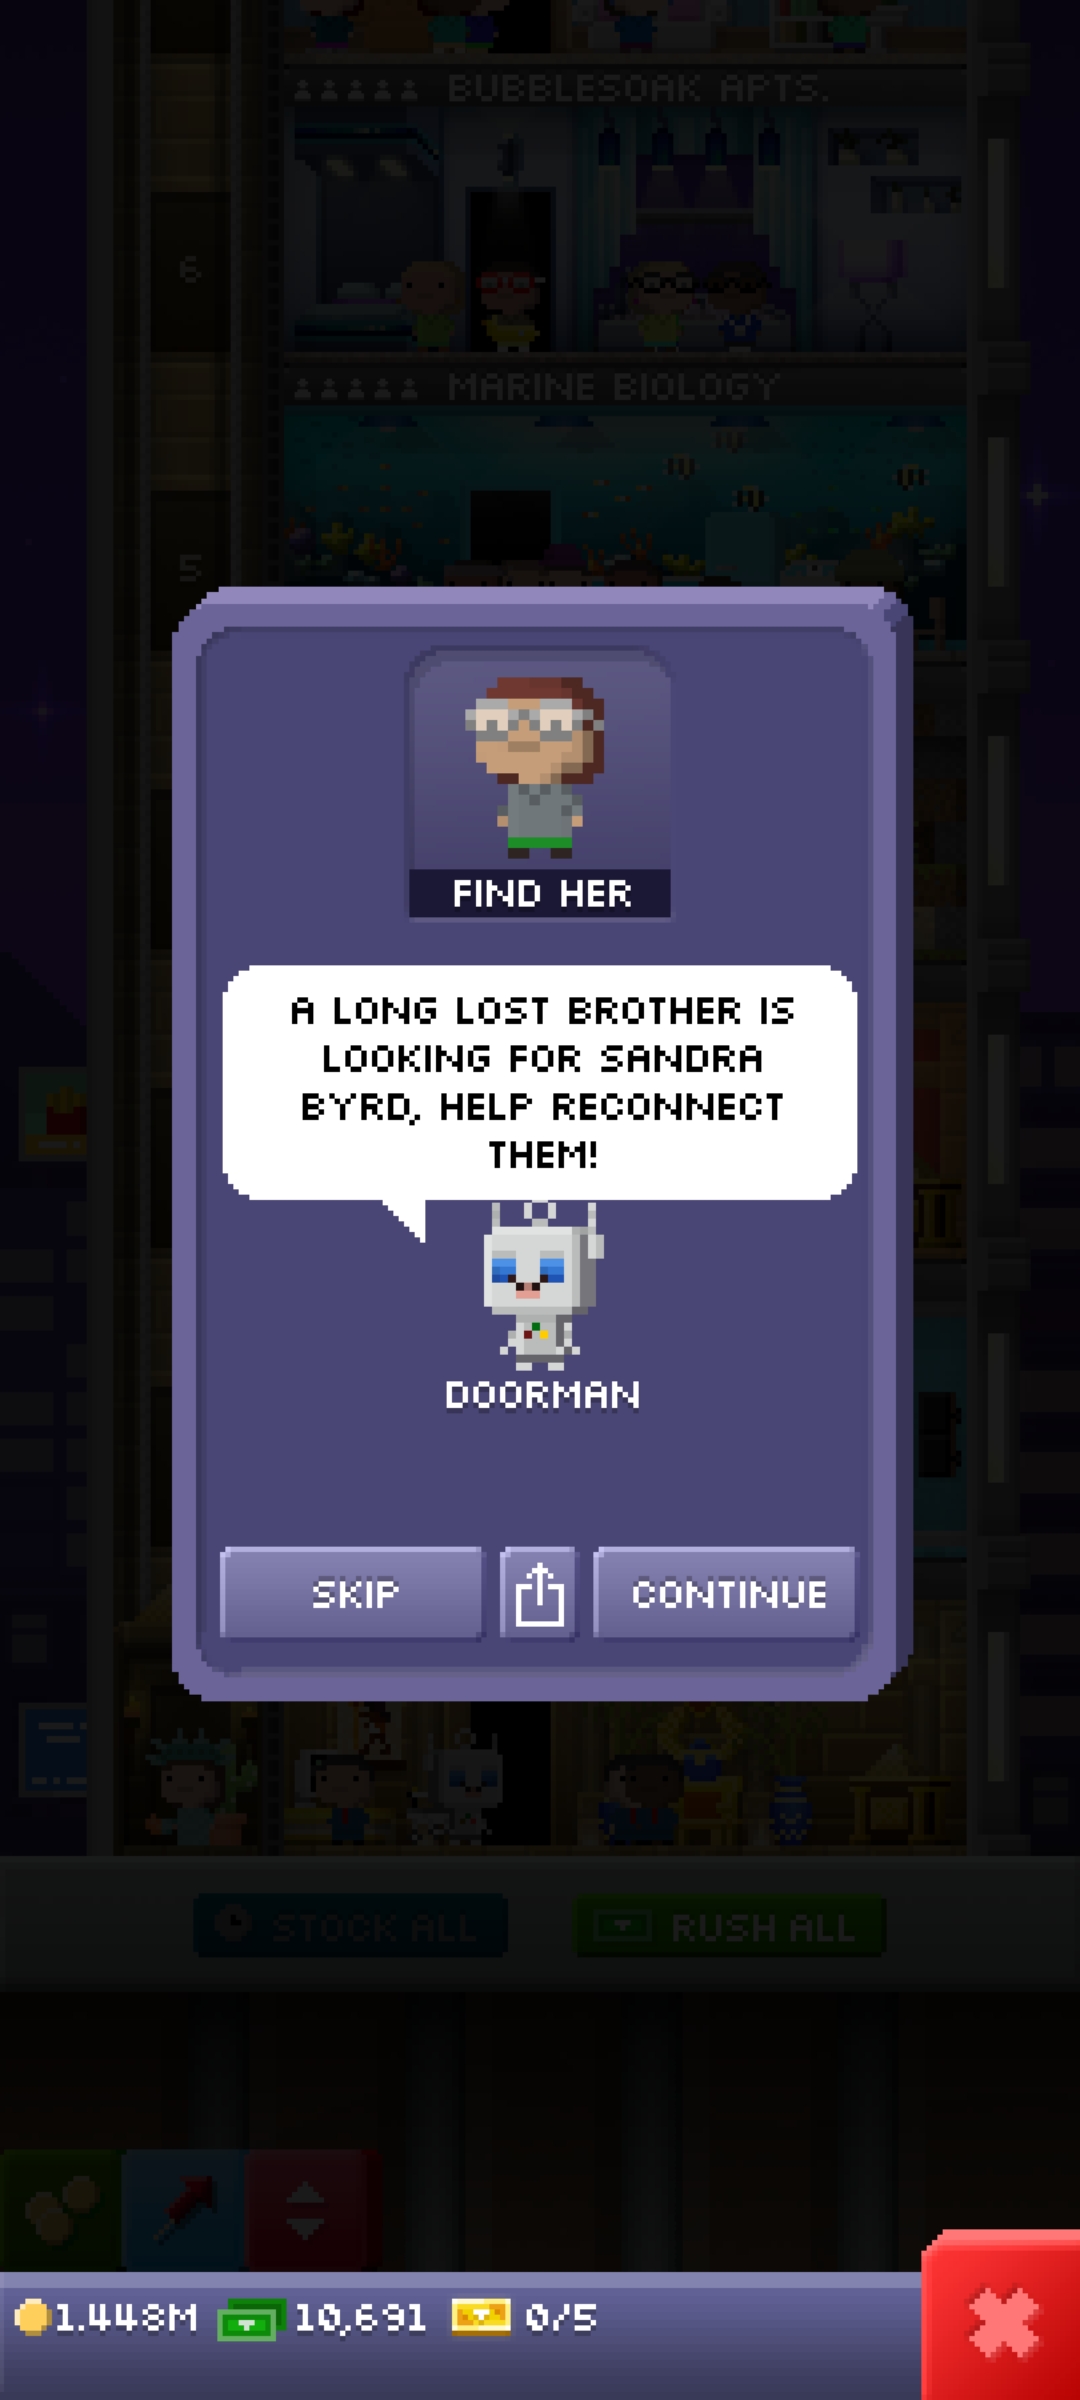 BUBBLESOAK APTS.
6
MARINE BIOLOGY
5
FIND HER
A LONG LOST BROTHER IS
LOOKING FOR SANDRA
BYRD, HELP RECONNECT
THEM!
DOORMAN
SKIP
CONTINUE
STOCK ALL
RUSH ALL
1.448M
10,691
0/5